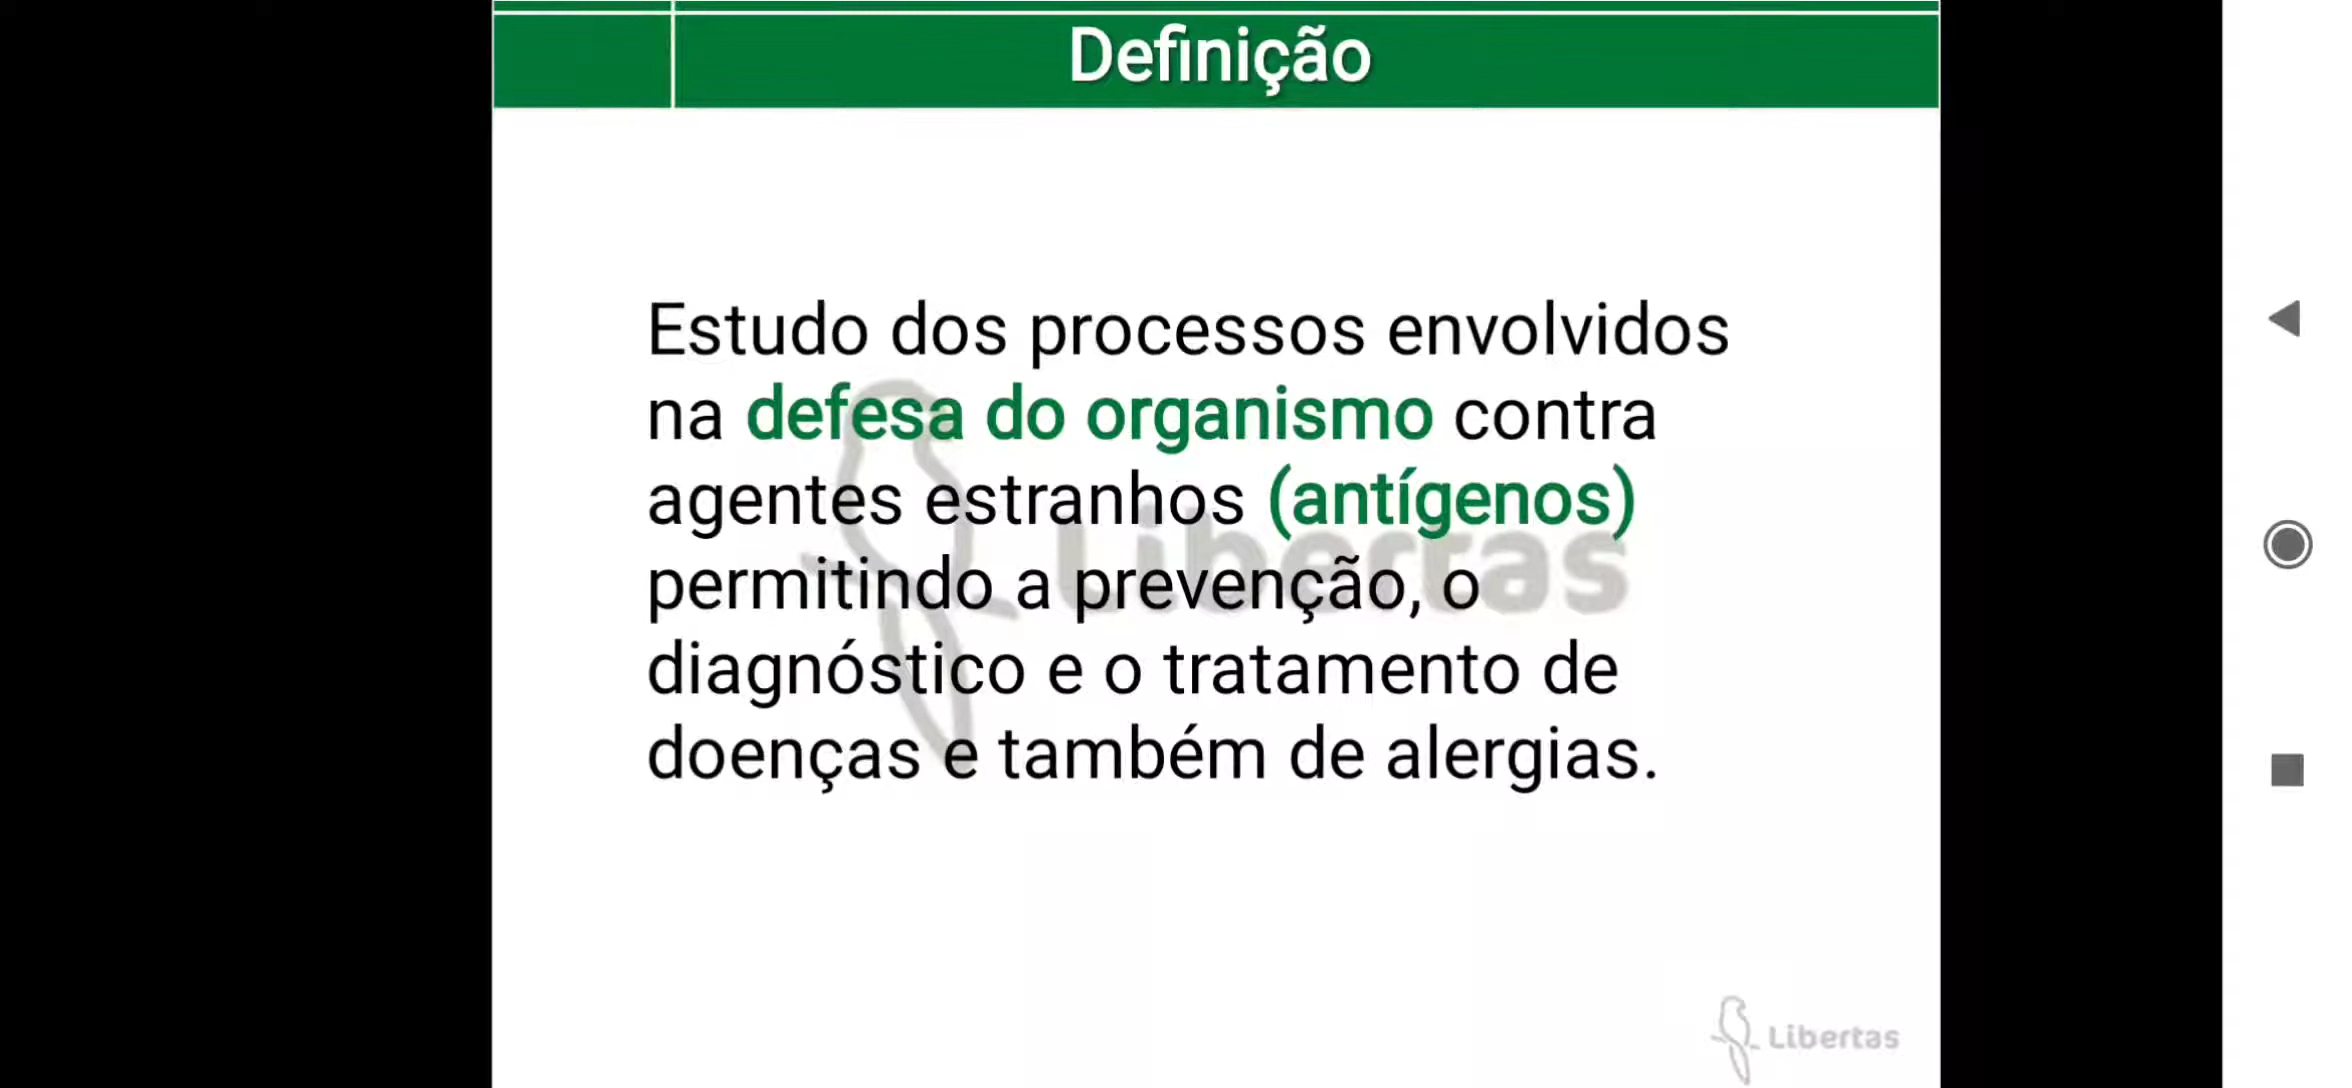 Definição
Estudo dos processos envolvidos
na defesa do organismo contra
agentes estranhos (antígenos)
permitindo a prevenção, o
diagnóstico e o tratamento de
doenças e também de alergias.
Libertas
Libertas